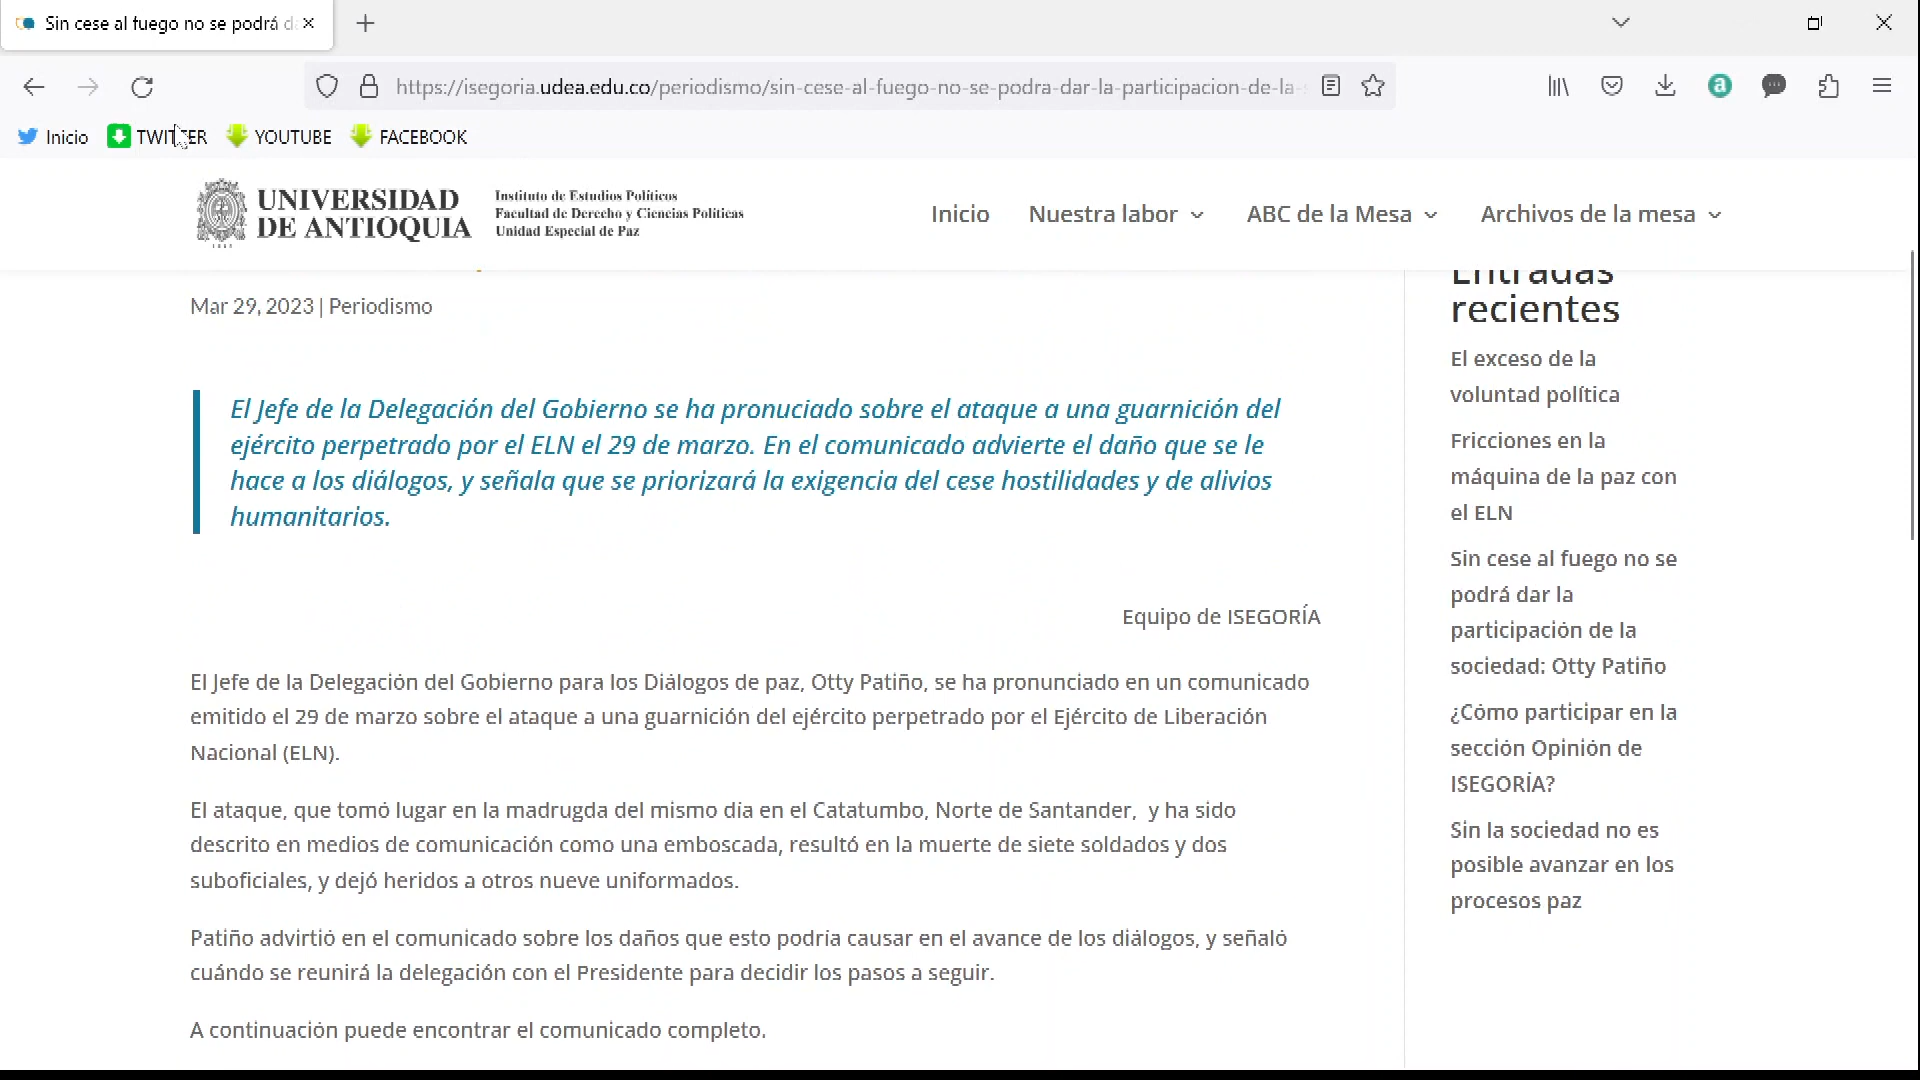 Sin cese al fuego no se podrá d
https://isegoria.udea.edu.co/periodismo/sin-cese-al-fuego-no-se-podra-dar-la-participacion-de-la-s
Inicio TWITTER YOUTUBE FACEBOOK
UNIVERSIDAD
DE ANTIOQUIA
1803
Instituto de Estudios Políticos
Facultad de Derecho y Ciencias Políticas
Unidad Especial de Paz
Inicio Nuestra labor ABC de la Mesa Archivos de la mesa
Mar 29, 2023 | Periodismo
El Jefe de la Delegación del Gobierno se ha pronuciado sobre el ataque a una guarnición del
ejército perpetrado por el ELN el 29 de marzo. En el comunicado advierte el daño que se le
hace a los diálogos, y señala que se priorizará la exigencia del cese hostilidades y de alivios
humanitarios.
Equipo de ISEGORÍA
El Jefe de la Delegación del Gobierno para los Diálogos de paz, Otty Patiño, se ha pronunciado en un comunicado
emitido el 29 de marzo sobre el ataque a una guarnición del ejército perpetrado por el Ejército de Liberación
Nacional (ELN).
El ataque, que tomó lugar en la madrugda del mismo día en el Catatumbo, Norte de Santander, y ha sido
descrito en medios de comunicación como una emboscada, resultó en la muerte de siete soldados y dos
suboficiales, y dejó heridos a otros nueve uniformados.
Patiño advirtió en el comunicado sobre los daños que esto podría causar en el avance de los diálogos, y señaló
cuándo se reunirá la delegación con el Presidente para decidir los pasos a seguir.
A continuación puede encontrar el comunicado completo.
Entradas
recientes
El exceso de la
voluntad política
Fricciones en la
máquina de la paz con
el ELN
Sin cese al fuego no se
podrá dar la
participación de la
sociedad: Otty Patiño
¿Cómo participar en la
sección Opinión de
ISEGORÍA?
Sin la sociedad no es
posible avanzar en los
procesos paz